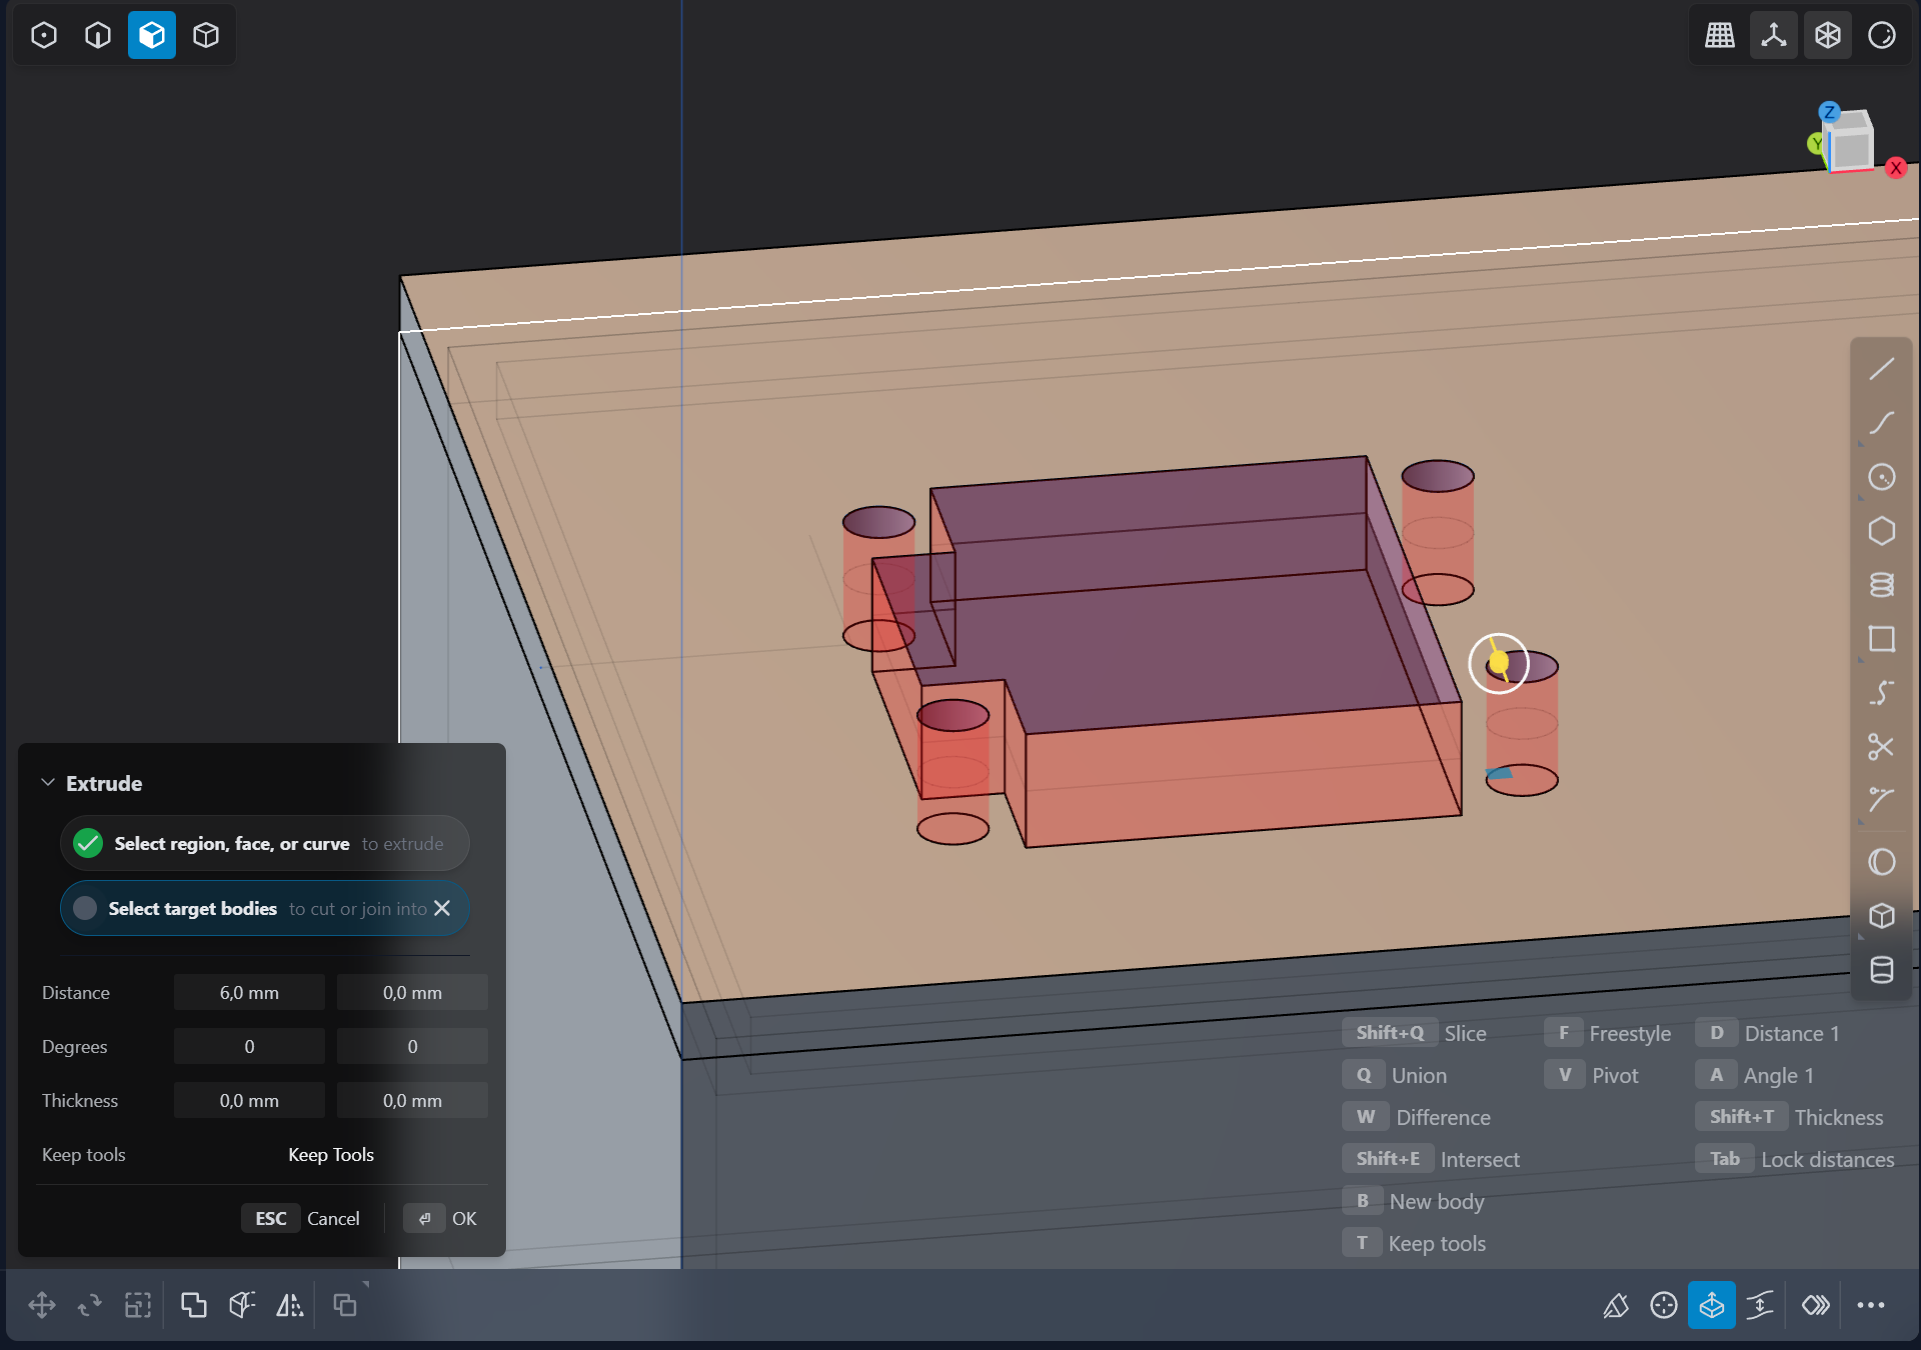 Z
Y
X
Extrude
Select region, face, or curve to extrude
Select target bodies to cut or join into
Distance 6,0 mm 0,0 mm
Degrees 0 0
Thickness 0,0 mm 0,0 mm
Keep tools Keep Tools
ESC Cancel OK
Shift+Q Slice F Freestyle D Distance 1
Q Union V Pivot A Angle 1
W Difference Shift+T Thickness
Shift+E Intersect Tab Lock distances
B New body
T Keep tools